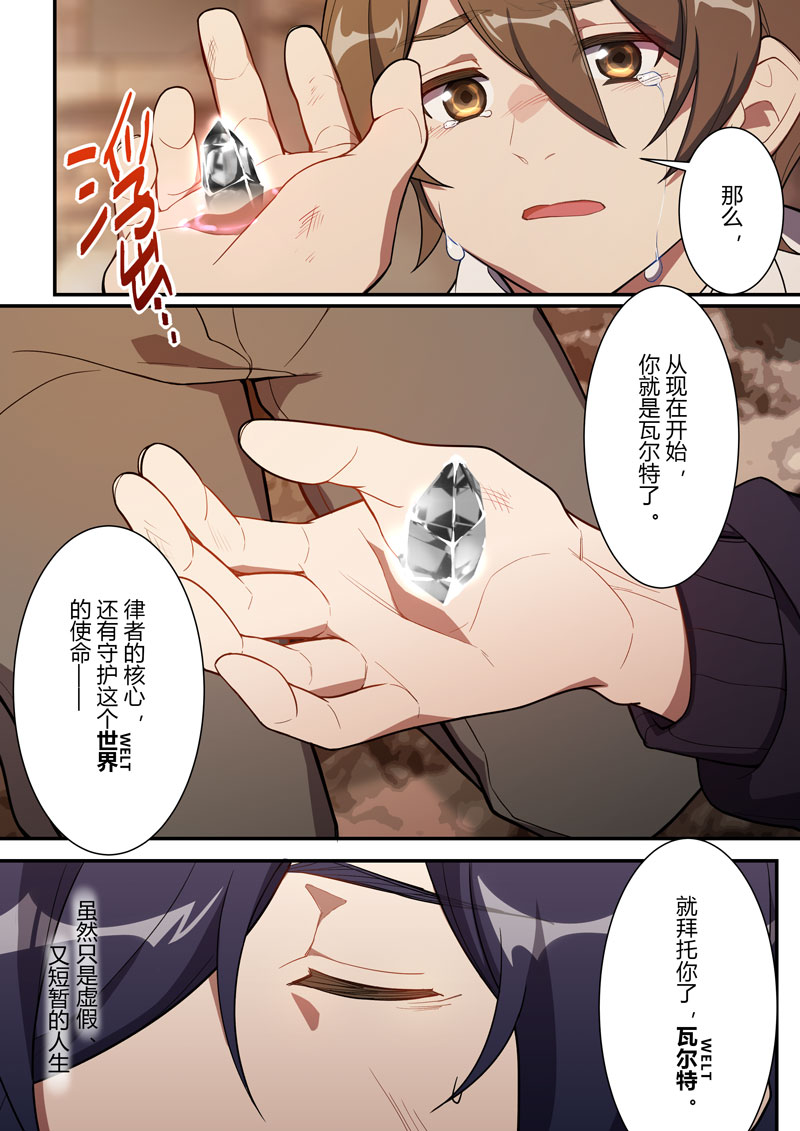 那么，
浮去…
从现在开始，
你就是瓦尔特了。
律者的核心，
还有守护这个世界
WELT
的使命——
就拜托你了，瓦尔特。
WELT
虽然只是虚假、
又短暂的人生